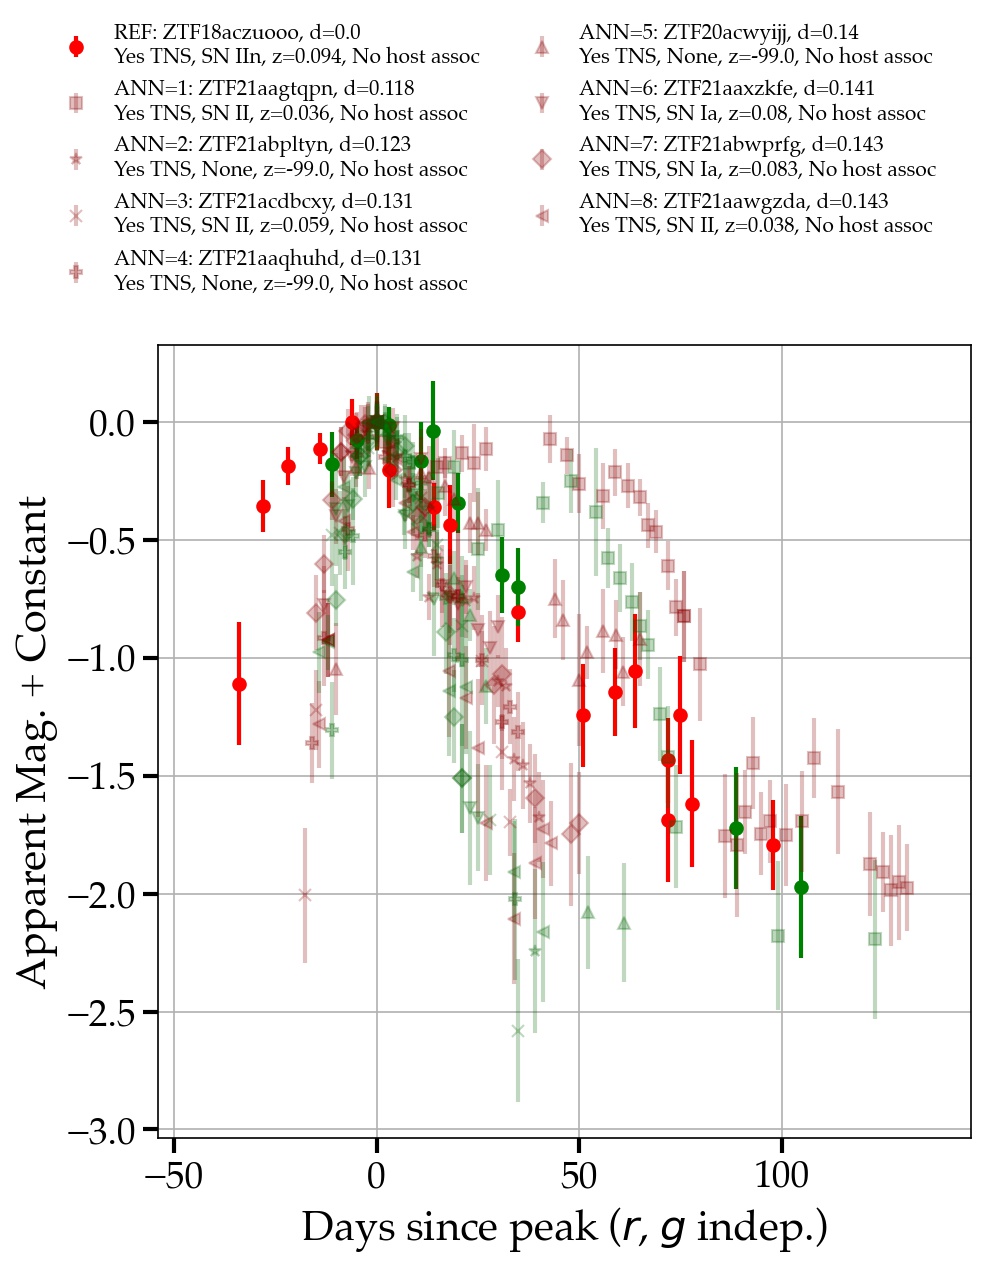 REF: ZTF18aczuooo, d=0.0
Yes TNS, SN IIn, z=0.094, No host assoc
ANN=1: ZTF21aagtqpn, d=0.118
Yes TNS, SN II, z=0.036, No host assoc
ANN=2: ZTF21abpltyn, d=0.123
Yes TNS, None, z=-99.0, No host assoc
ANN=3: ZTF21acdbcxy, d=0.131
Yes TNS, SN II, z=0.059, No host assoc
ANN=4: ZTF21aaqhuhd, d=0.131
Yes TNS, None, z=-99.0, No host assoc
ANN=5: ZTF20acwyijj, d=0.14
Yes TNS, None, z=-99.0, No host assoc
ANN=6: ZTF21aaxzkfe, d=0.141
Yes TNS, SN Ia, z=0.08, No host assoc
ANN=7: ZTF21abwprfg, d=0.143
Yes TNS, SN Ia, z=0.083, No host assoc
ANN=8: ZTF21aawgzda, d=0.143
Yes TNS, SN II, z=0.038, No host assoc
Apparent Mag. + Constant
0.0
−0.5
−1.0
−1.5
−2.0
−2.5
−3.0
−50
0
50
100
Days since peak (r, g indep.)